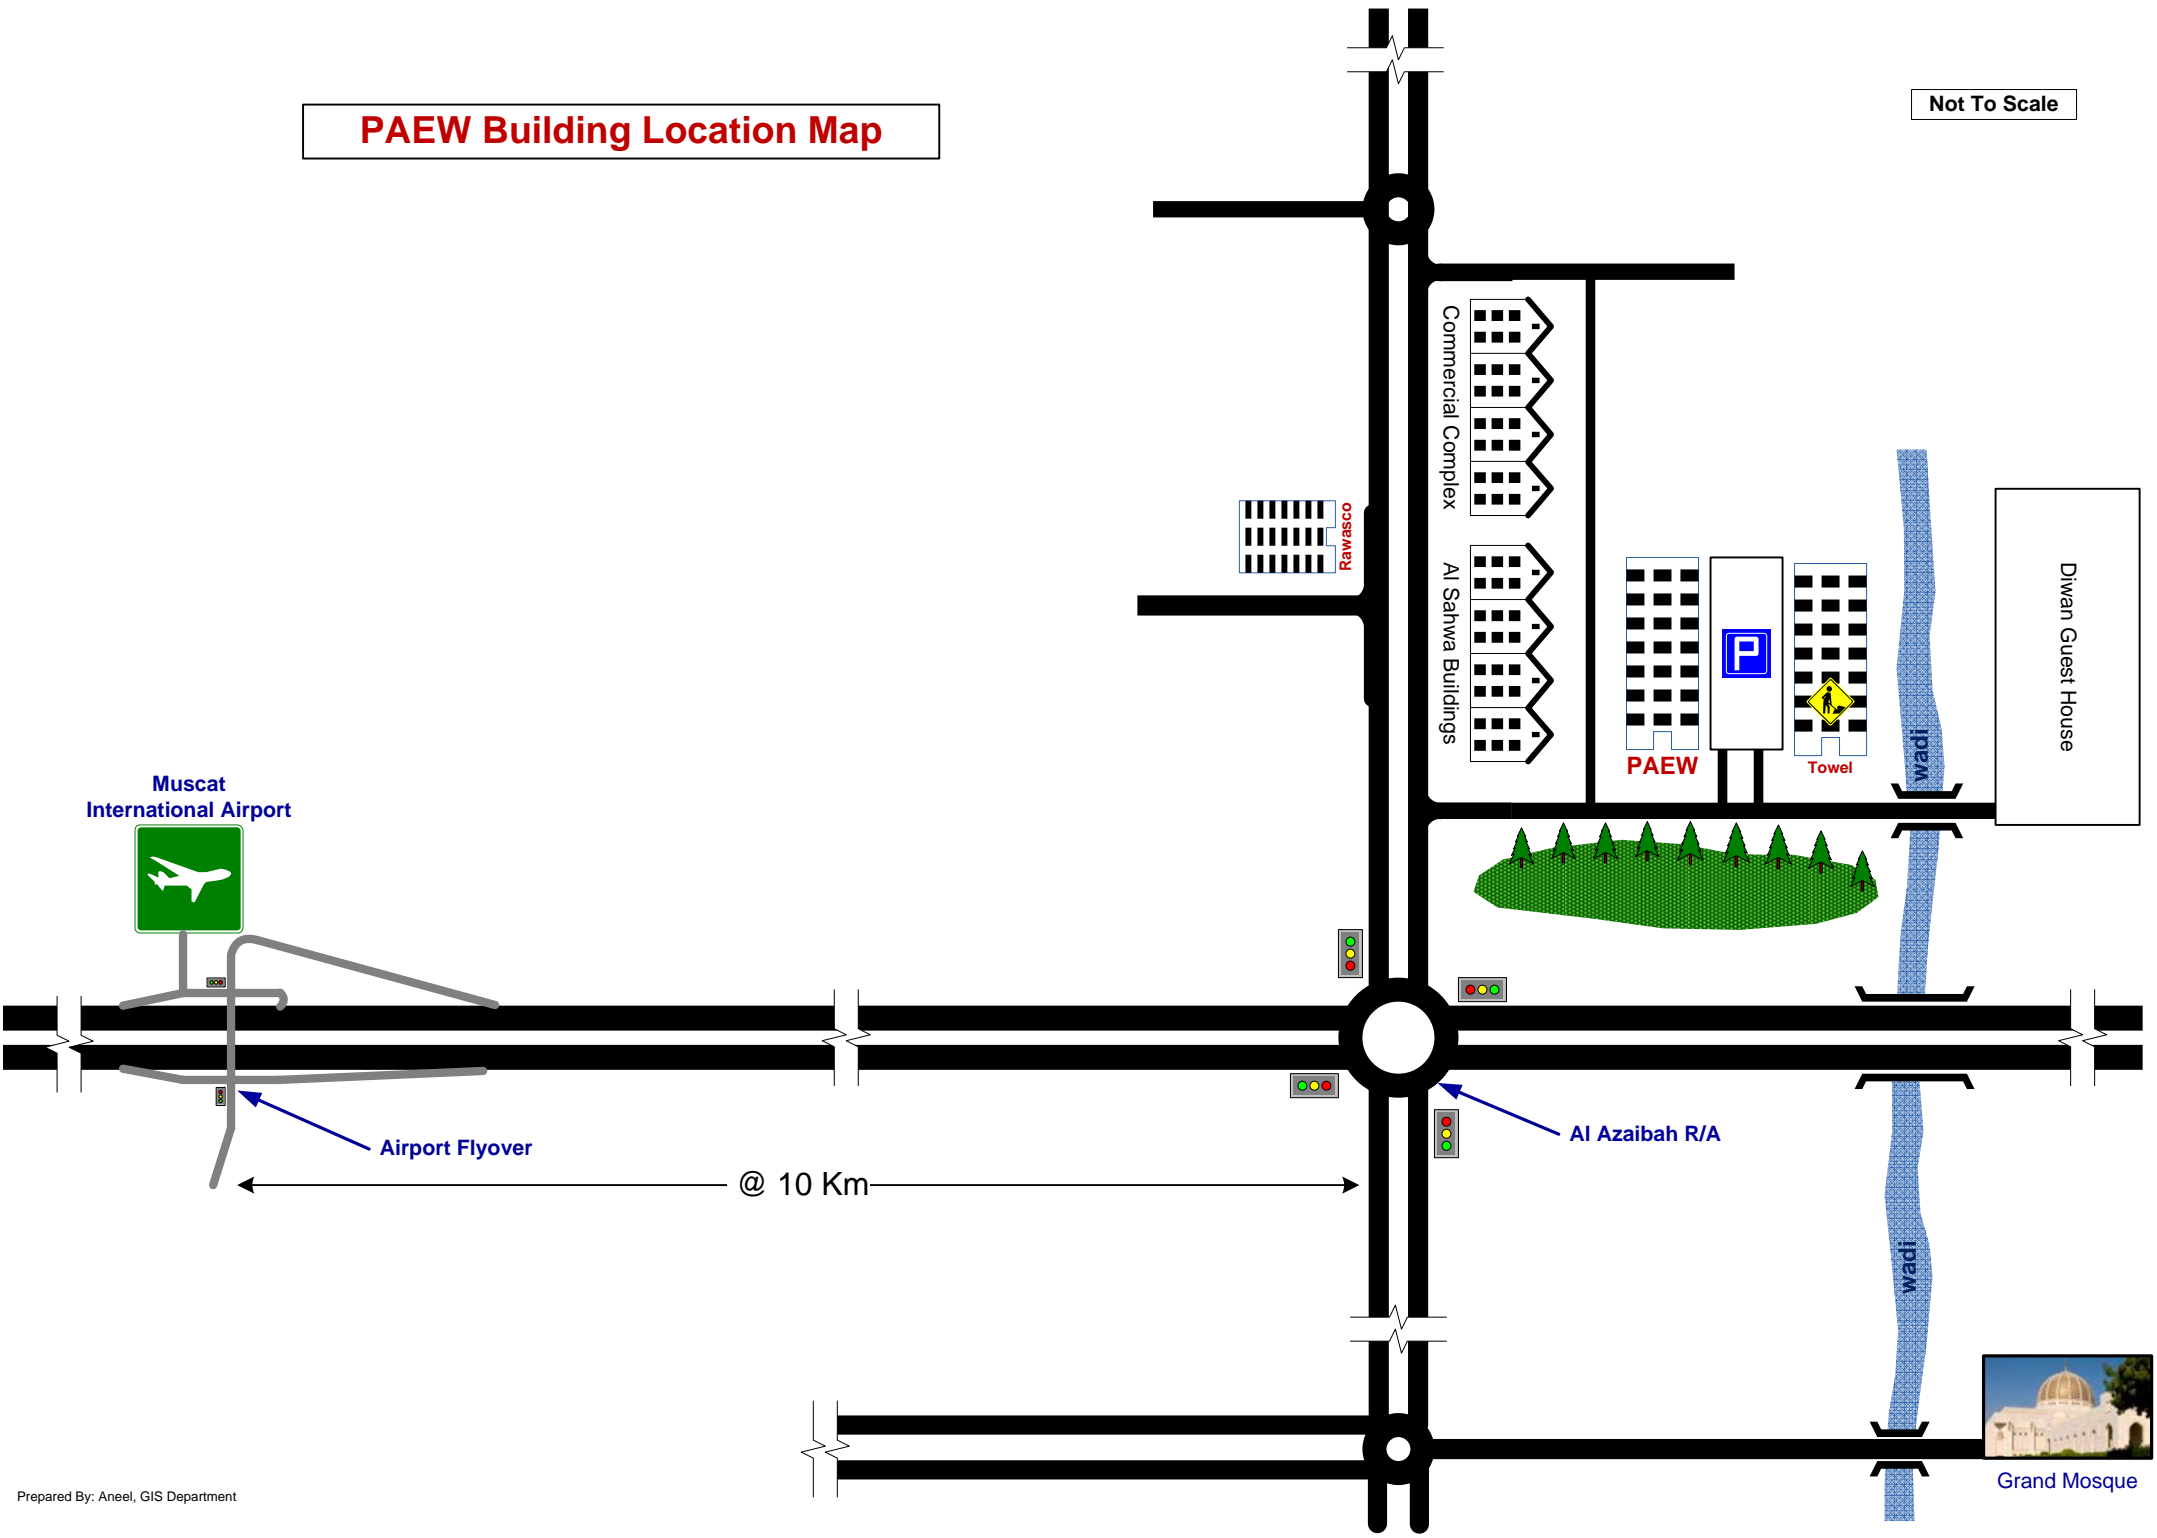 PAEW Building Location Map
Not To Scale
Commercial Complex
Rawasco
Al Sahwa Buildings
P
PAEW
Towel
wadi
Diwan Guest House
Muscat
International Airport
Airport Flyover
Al Azaibah R/A
@ 10 Km
wadi
Grand Mosque
Prepared By: Aneel, GIS Department